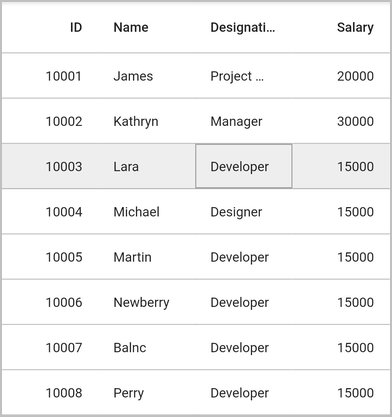 ID Name Designati... Salary
10001 James Project ... 20000
10002 Kathryn Manager 30000
10003 Lara Developer 15000
10004 Michael Designer 15000
10005 Martin Developer 15000
10006 Newberry Developer 15000
10007 Balnc Developer 15000
10008 Perry Developer 15000